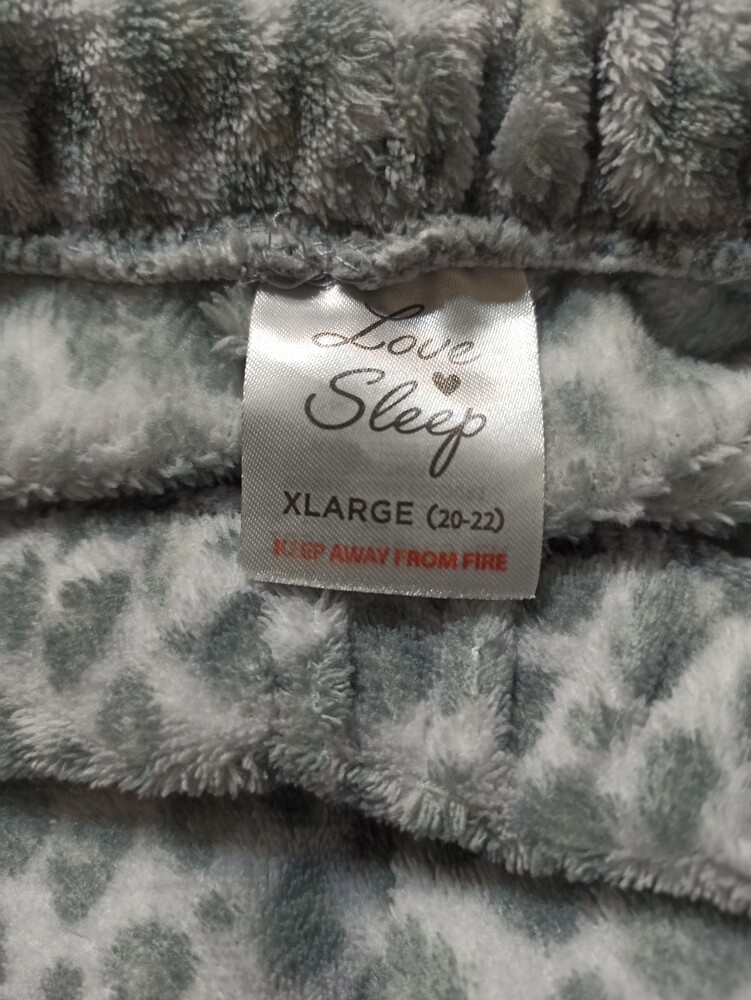 Love
Sleep
XLARGE (20-22)
KEEP AWAY FROM FIRE